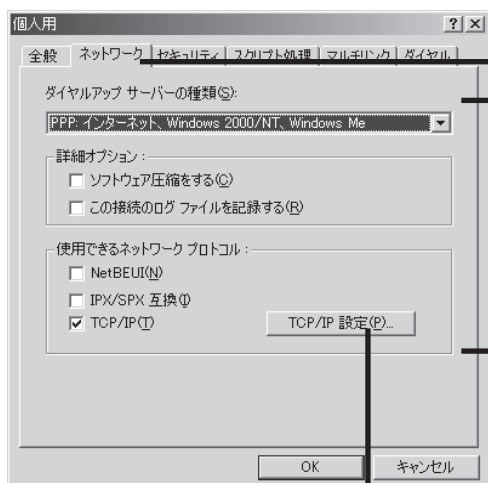 個人用
全般 ネットワーク セキュリティ スクリプト処理 マルチリンク ダイヤル
ダイヤルアップ サーバーの種類(S):
PPP: インターネット、Windows 2000/NT、Windows Me
詳細オプション:
ソフトウェア圧縮をする(C)
この接続のログ ファイルを記録する(R)
使用できるネットワーク プロトコル:
NetBEUI(N)
IPX/SPX 互換(I)
TCP/IP(T) TCP/IP 設定(P)...
OK キャンセル